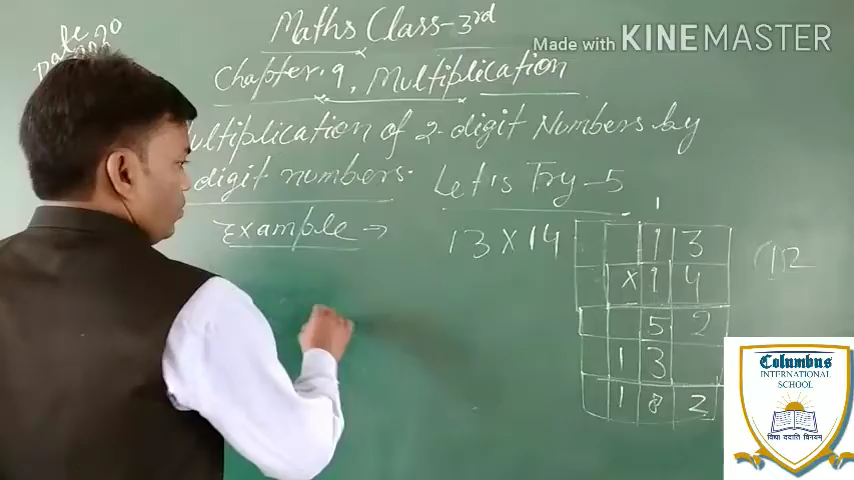 Made with KINEMASTER
Maths Class-3rd
Chapter.9, Multiplication
ultiplication of 2-digit Numbers by
digit numbers.
Let's Try-5
Example →
13 X 14
1
1 3
X 1 4
5 2
1 3
1 8 2
COLUMBUS
INTERNATIONAL
SCHOOL
विद्या ददाति विनयम्